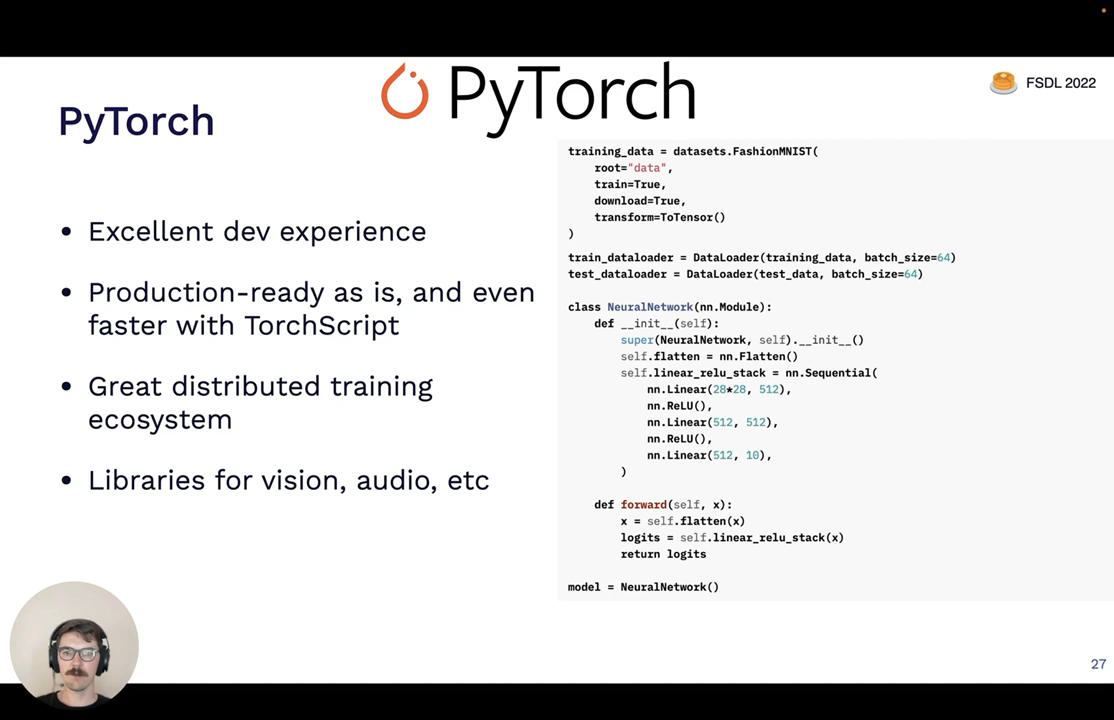 PyTorch
FSDL 2022
PyTorch
• Excellent dev experience
• Production-ready as is, and even
faster with TorchScript
• Great distributed training
ecosystem
• Libraries for vision, audio, etc
training_data = datasets.FashionMNIST(
    root="data",
    train=True,
    download=True,
    transform=ToTensor()
)
train_dataloader = DataLoader(training_data, batch_size=64)
test_dataloader = DataLoader(test_data, batch_size=64)
class NeuralNetwork(nn.Module):
    def __init__(self):
        super(NeuralNetwork, self).__init__()
        self.flatten = nn.Flatten()
        self.linear_relu_stack = nn.Sequential(
            nn.Linear(28*28, 512),
            nn.ReLU(),
            nn.Linear(512, 512),
            nn.ReLU(),
            nn.Linear(512, 10),
        )
    def forward(self, x):
        x = self.flatten(x)
        logits = self.linear_relu_stack(x)
        return logits
model = NeuralNetwork()
27